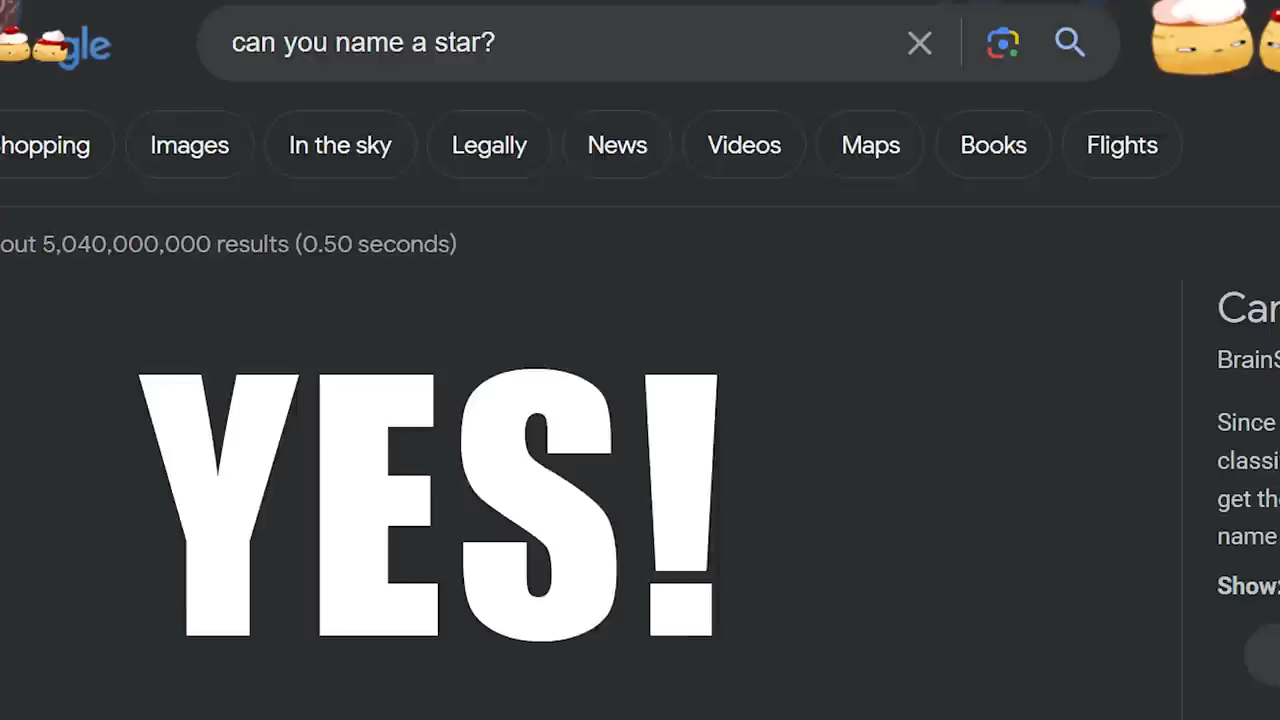 gle
can you name a star?
hopping Images In the sky Legally News Videos Maps Books Flights
out 5,040,000,000 results (0.50 seconds)
YES!
Car
BrainS
Since
classi
get the
name
Show: